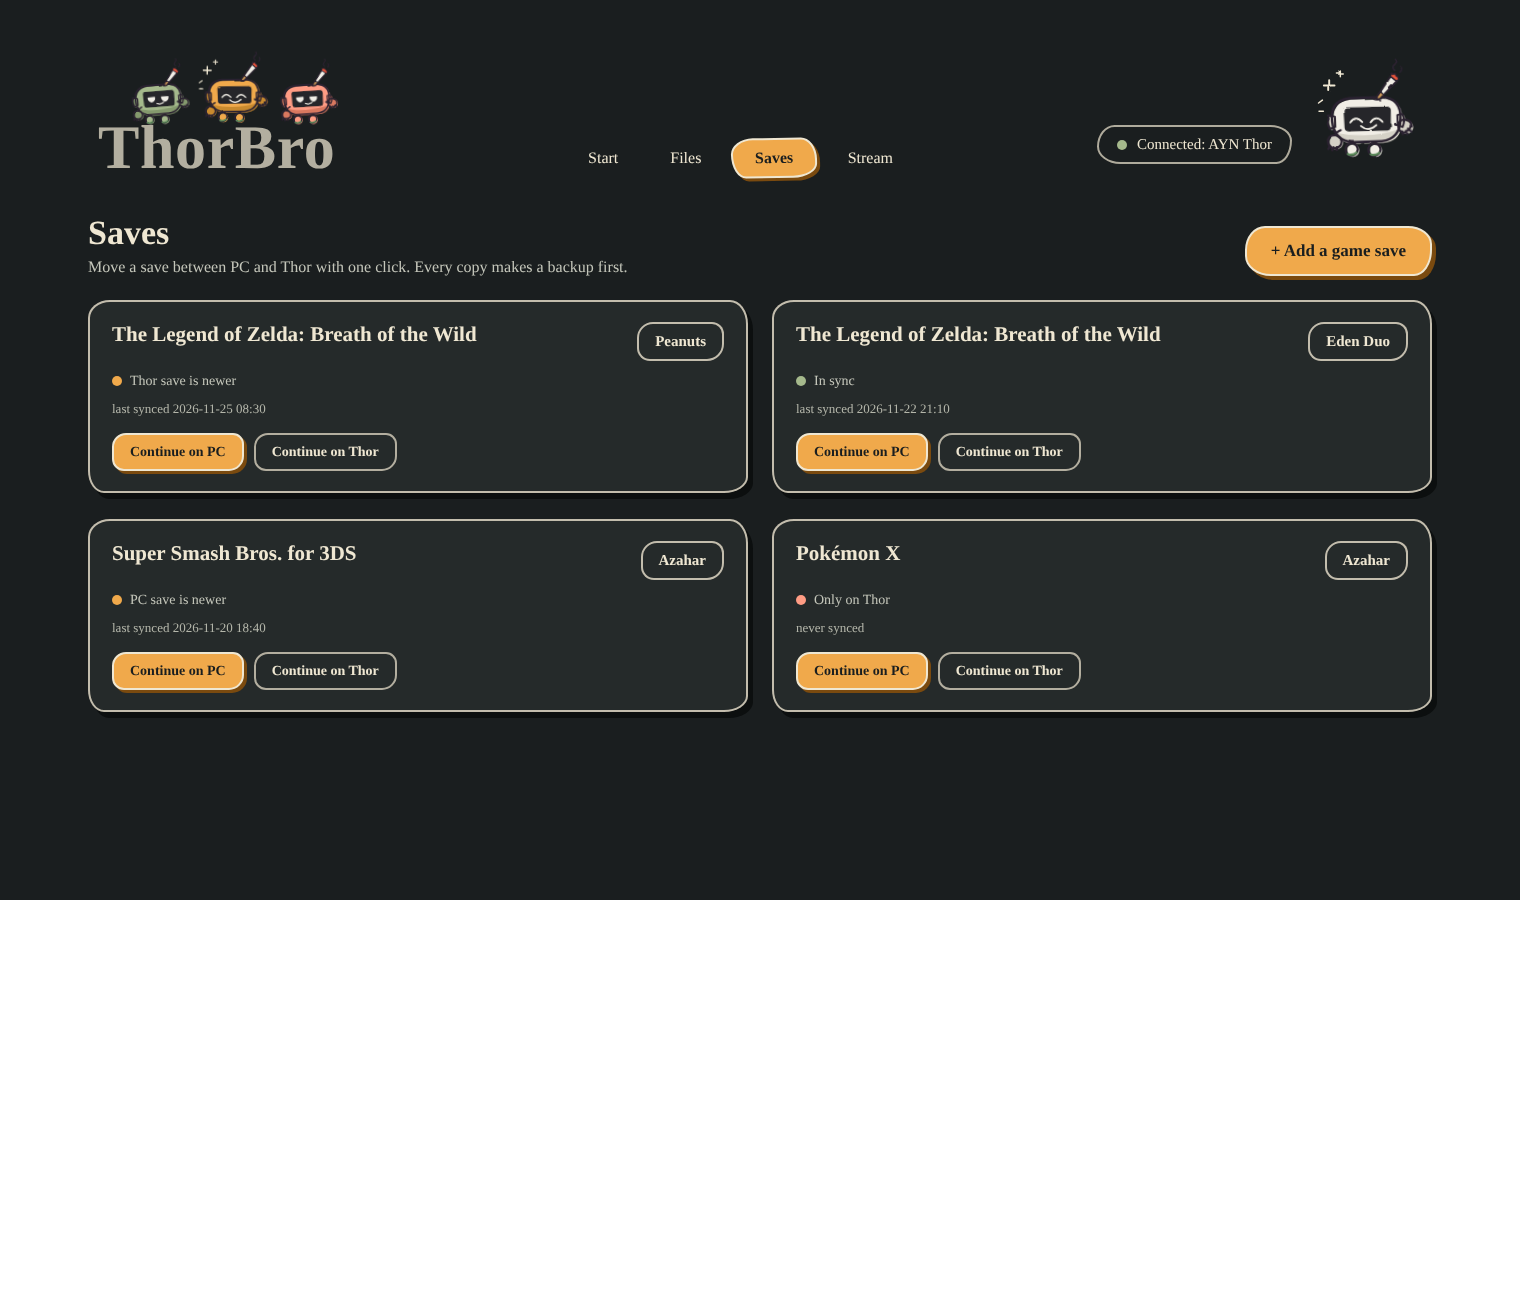 ThorBro
Start
Files
Saves
Stream
Connected: AYN Thor
Saves
Move a save between PC and Thor with one click. Every copy makes a backup first.
+ Add a game save
The Legend of Zelda: Breath of the Wild
Peanuts
Thor save is newer
last synced 2026-11-25 08:30
Continue on PC
Continue on Thor
The Legend of Zelda: Breath of the Wild
Eden Duo
In sync
last synced 2026-11-22 21:10
Continue on PC
Continue on Thor
Super Smash Bros. for 3DS
Azahar
PC save is newer
last synced 2026-11-20 18:40
Continue on PC
Continue on Thor
Pokémon X
Azahar
Only on Thor
never synced
Continue on PC
Continue on Thor